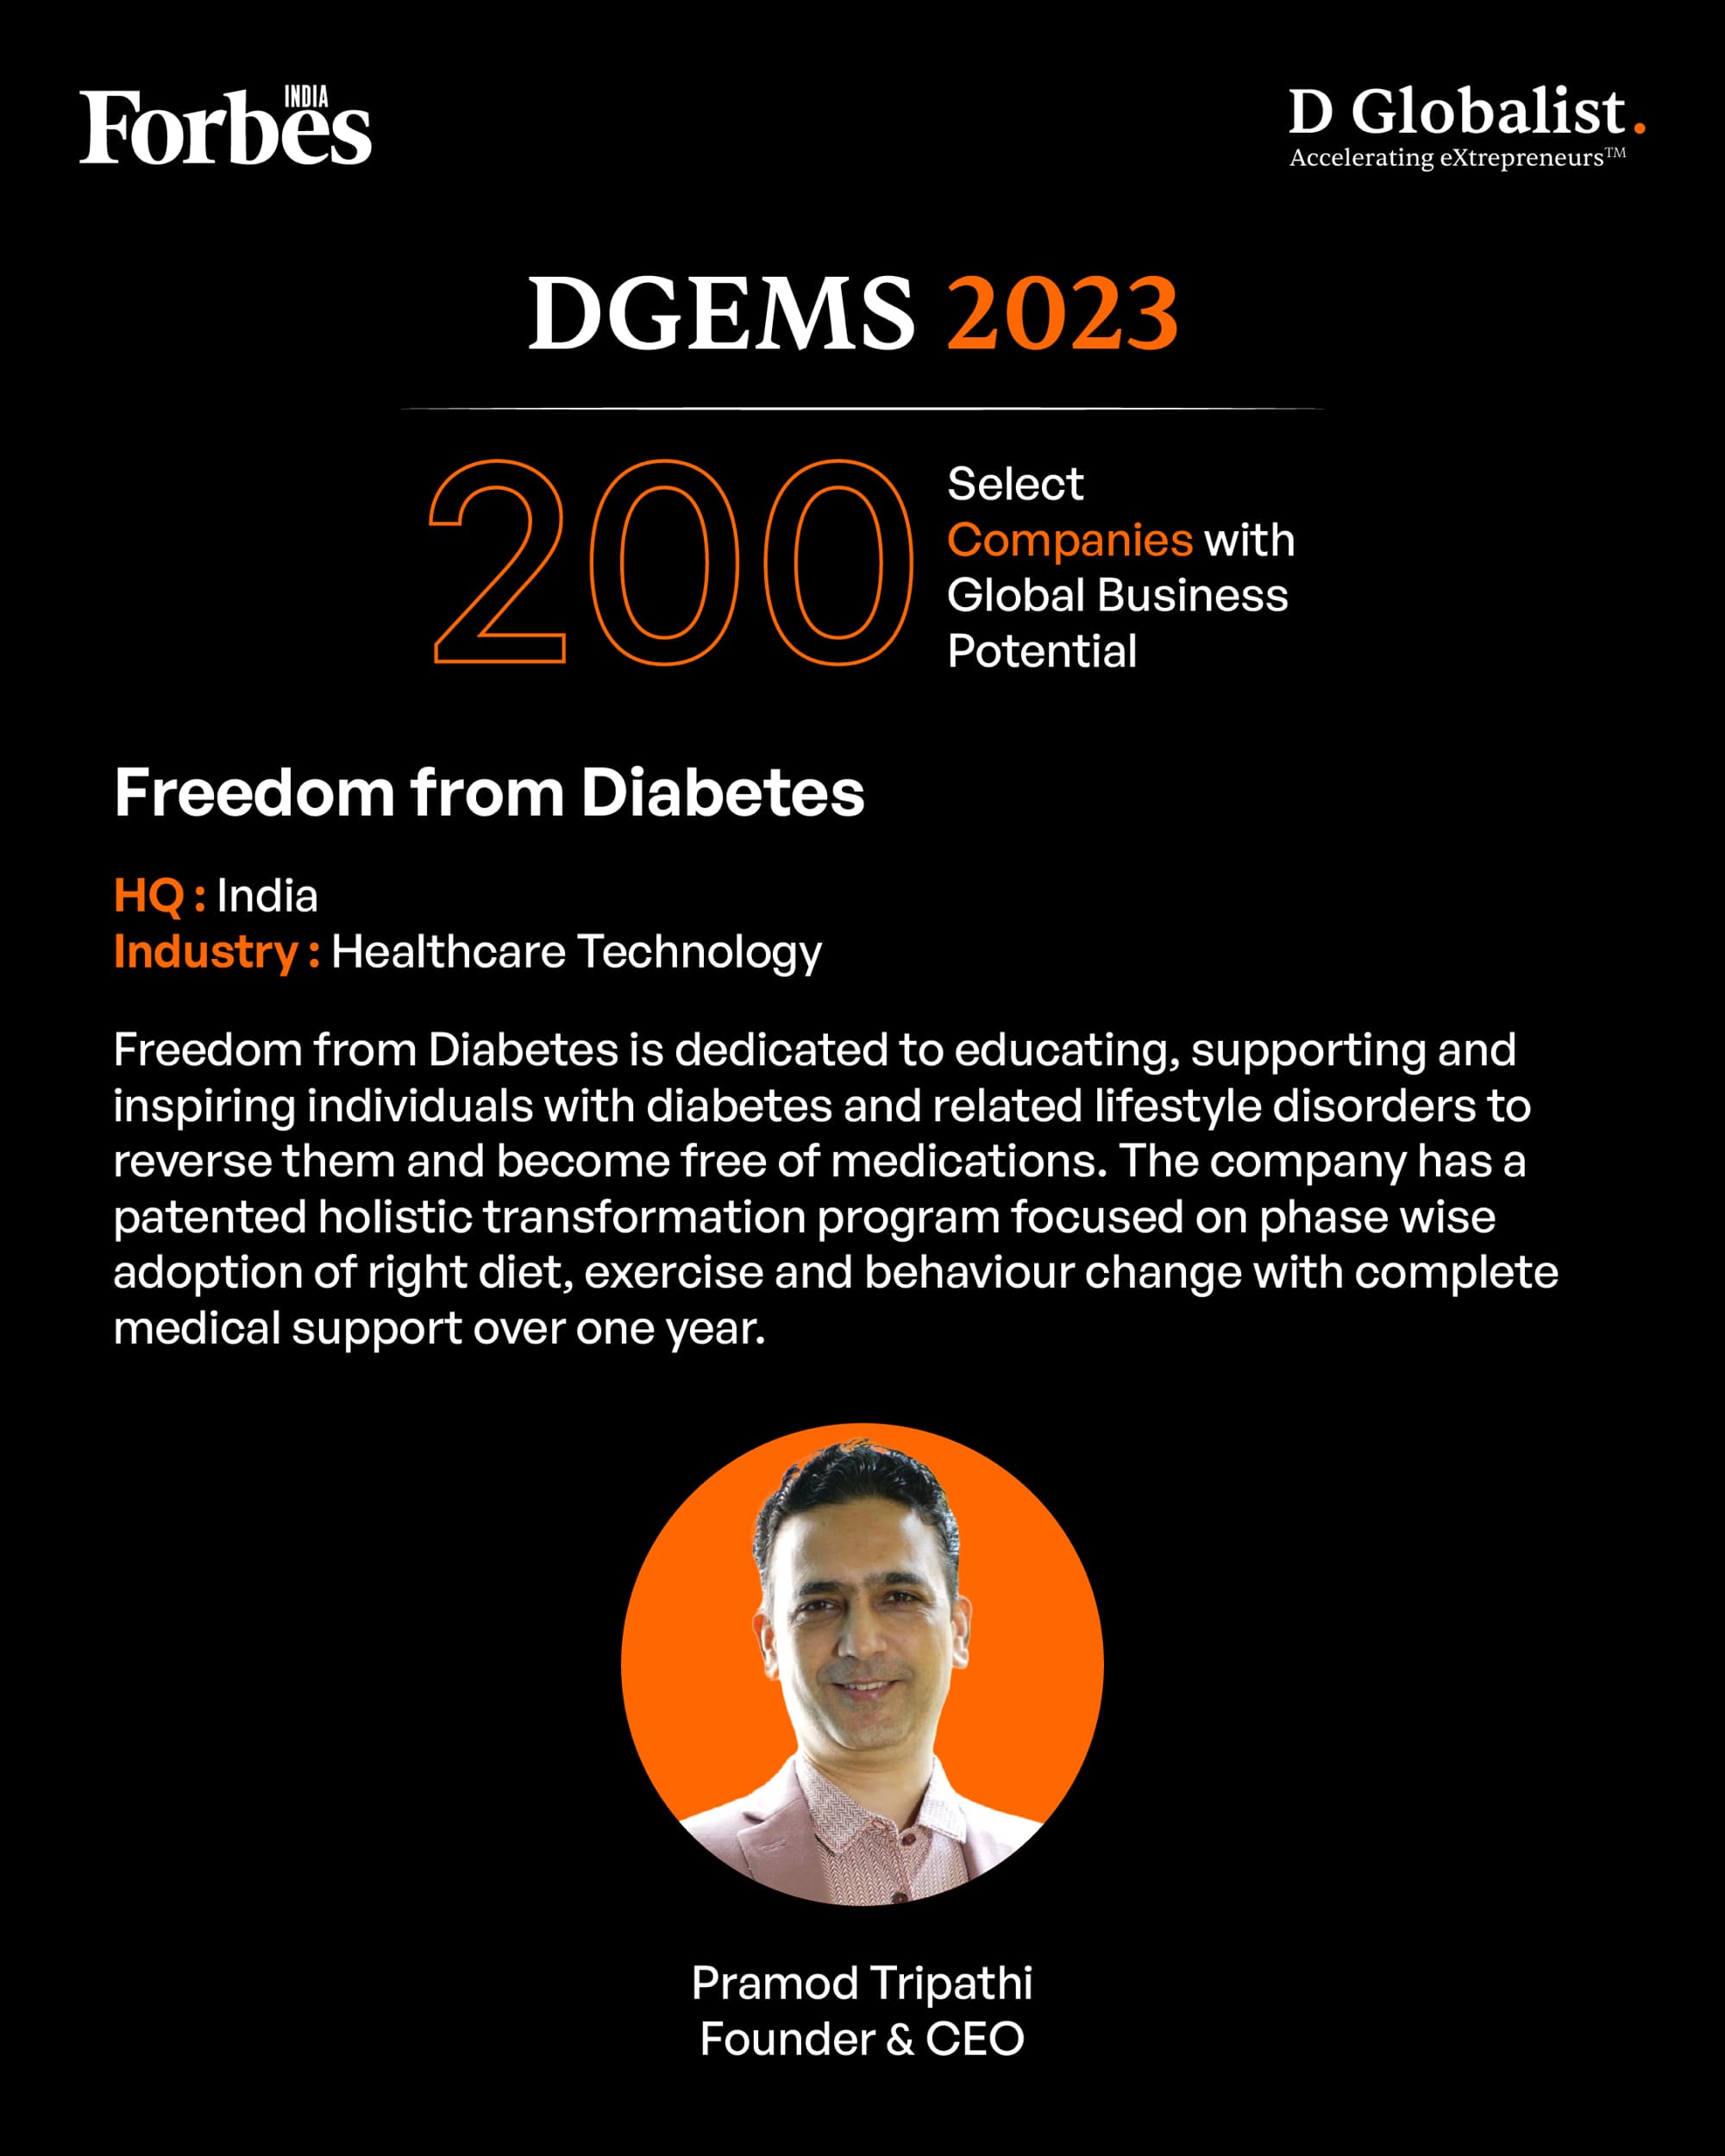 Forbes INDIA
D Globalist.
Accelerating eXtrepreneurs™
DGEMS 2023
200
Select
Companies with
Global Business
Potential
Freedom from Diabetes
HQ : India
Industry : Healthcare Technology
Freedom from Diabetes is dedicated to educating, supporting and
inspiring individuals with diabetes and related lifestyle disorders to
reverse them and become free of medications. The company has a
patented holistic transformation program focused on phase wise
adoption of right diet, exercise and behaviour change with complete
medical support over one year.
Pramod Tripathi
Founder & CEO